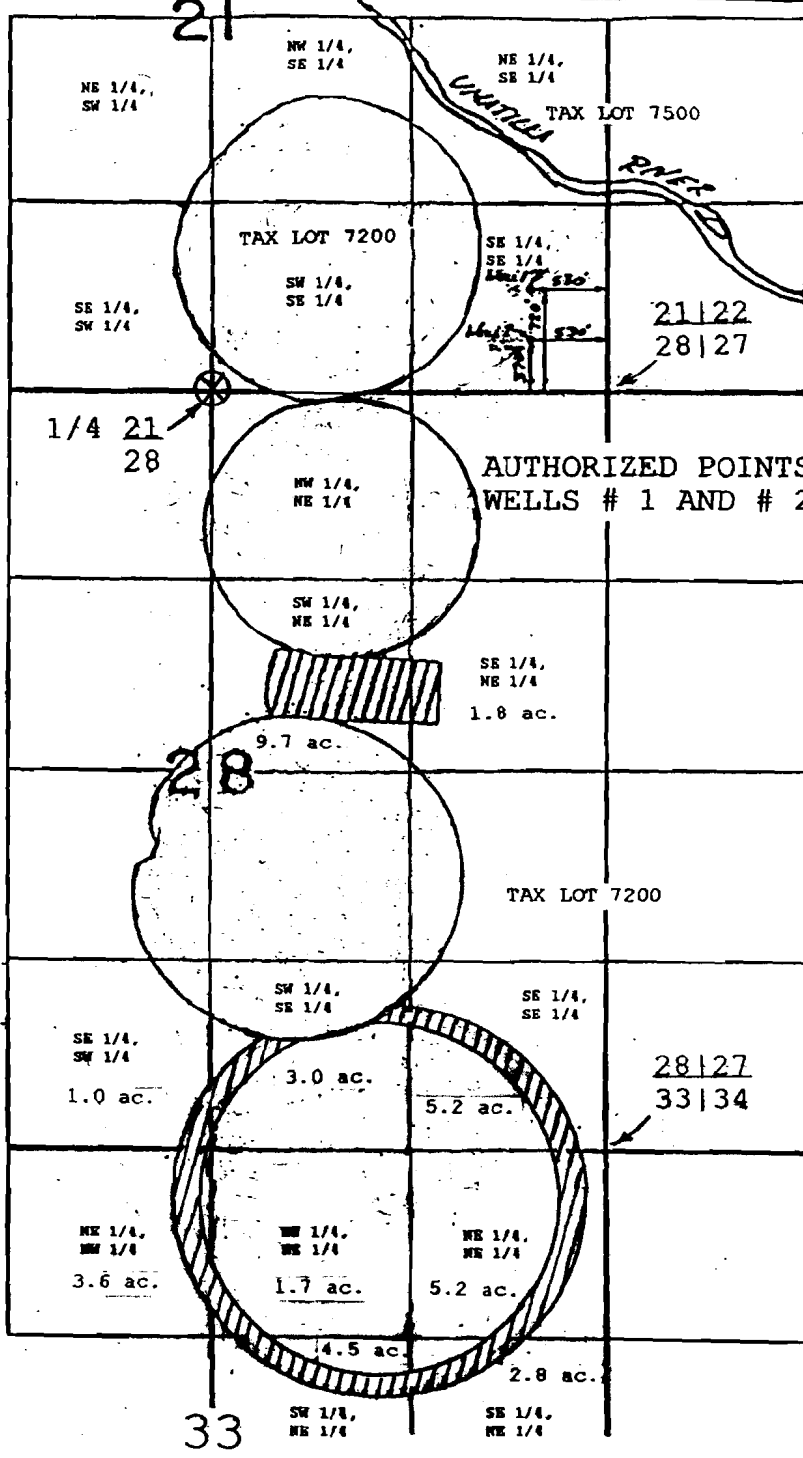 21
NW 1/4,
SE 1/4
NE 1/4,
SW 1/4
NE 1/4,
SE 1/4
UMATILLA
RIVER
TAX LOT 7500
TAX LOT 7200
SW 1/4,
SE 1/4
SE 1/4,
SE 1/4
530'
720'
530'
SE 1/4,
SW 1/4
21|22
28|27
1/4 21
28
AUTHORIZED POINTS
WELLS # 1 AND # 2
NW 1/4,
NE 1/4
SW 1/4,
NE 1/4
SE 1/4,
NE 1/4
1.8 ac.
9.7 ac.
28
TAX LOT 7200
SW 1/4,
SE 1/4
SE 1/4,
SE 1/4
SE 1/4,
SW 1/4
1.0 ac.
3.0 ac.
5.2 ac.
28|27
33|34
NE 1/4,
NW 1/4
3.6 ac.
NW 1/4,
NE 1/4
1.7 ac.
NE 1/4,
NE 1/4
5.2 ac.
4.5 ac.
2.8 ac.
SW 1/4,
NE 1/4
SE 1/4,
NE 1/4
33